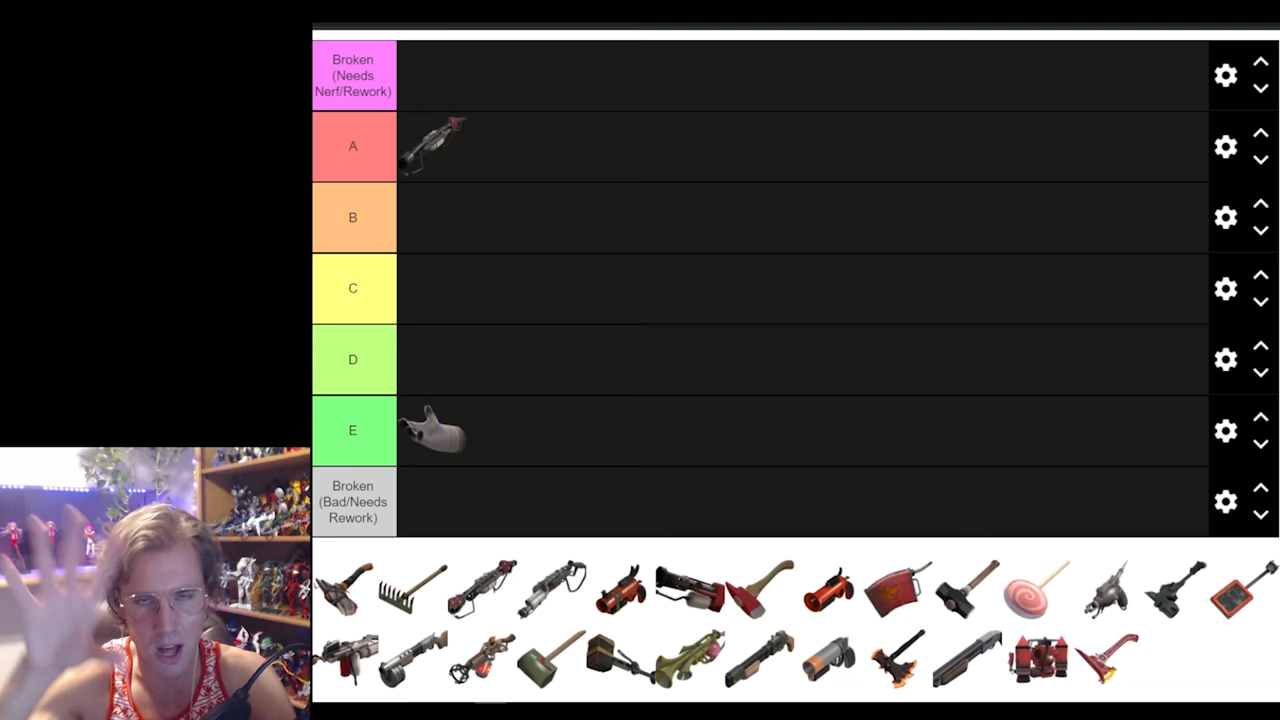 Broken
(Needs
Nerf/Rework)
A
B
C
D
E
Broken
(Bad/Needs
Rework)